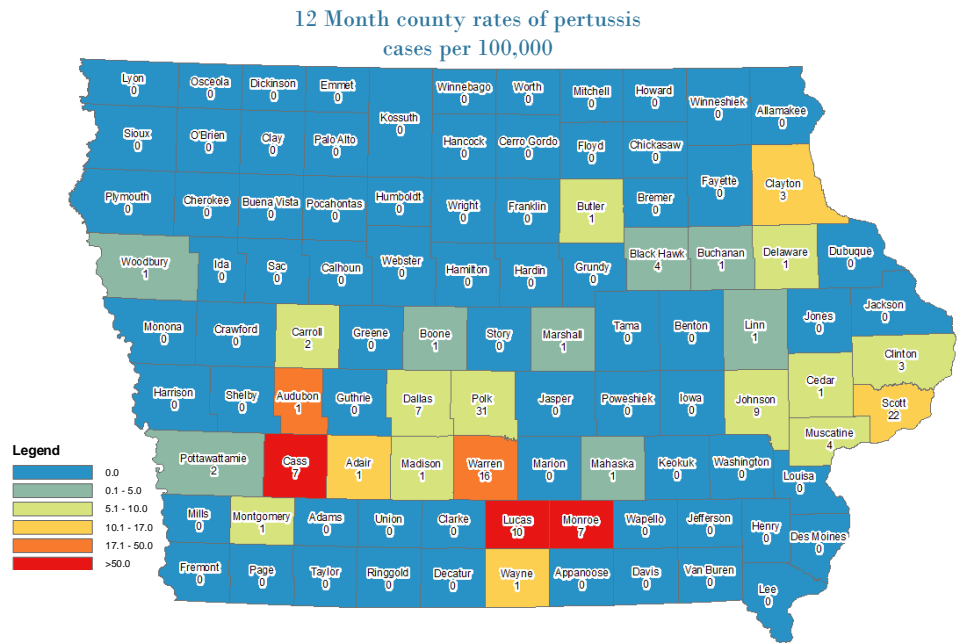 12 Month county rates of pertussis
cases per 100,000
Lyon
0
Osceola
0
Dickinson
0
Emmet
0
Kossuth
0
Winnebago
0
Worth
0
Mitchell
0
Howard
0
Winneshiek
0
Allamakee
0
Sioux
0
O'Brien
0
Clay
0
Palo Alto
0
Hancock
0
Cerro Gordo
0
Floyd
0
Chickasaw
0
Plymouth
0
Cherokee
0
Buena Vista
0
Pocahontas
0
Humboldt
0
Wright
0
Franklin
0
Butler
1
Bremer
0
Fayette
0
Clayton
3
Woodbury
1
Ida
0
Sac
0
Calhoun
0
Webster
0
Hamilton
0
Hardin
0
Grundy
0
Black Hawk
4
Buchanan
1
Delaware
1
Dubuque
0
Monona
0
Crawford
0
Carroll
2
Greene
0
Boone
1
Story
0
Marshall
1
Tama
0
Benton
0
Linn
1
Jones
0
Jackson
0
Clinton
3
Harrison
0
Shelby
0
Audubon
1
Guthrie
0
Dallas
7
Polk
31
Jasper
0
Poweshiek
0
Iowa
0
Johnson
9
Cedar
1
Scott
22
Muscatine
4
Pottawattamie
2
Cass
7
Adair
1
Madison
1
Warren
16
Marion
0
Mahaska
1
Keokuk
0
Washington
0
Louisa
0
Mills
0
Montgomery
1
Adams
0
Union
0
Clarke
0
Lucas
10
Monroe
7
Wapello
0
Jefferson
0
Henry
0
Des Moines
0
Fremont
0
Page
0
Taylor
0
Ringgold
0
Decatur
0
Wayne
1
Appanoose
0
Davis
0
Van Buren
0
Lee
0
Legend
0.0
0.1 - 5.0
5.1 - 10.0
10.1 - 17.0
17.1 - 50.0
>50.0